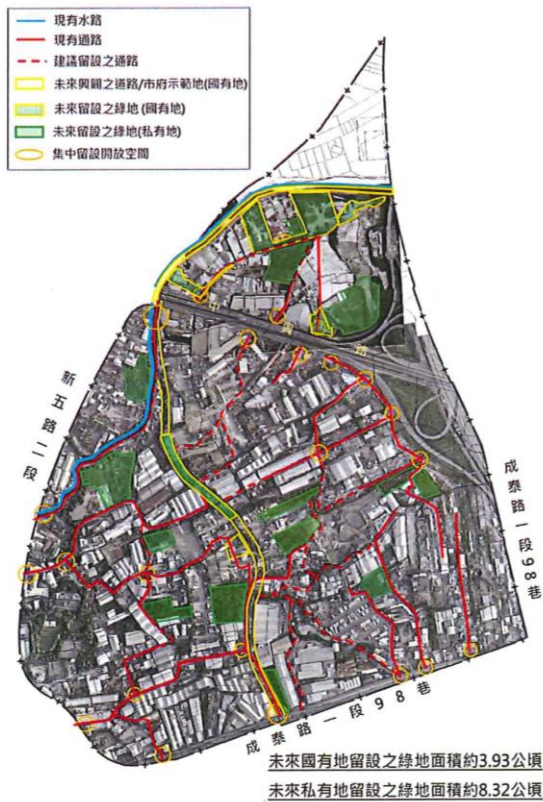 現有水路
現有通路
建議留設之通路
未來興闢之道路/市府示範地(國有地)
未來留設之綠地 (國有地)
未來留設之綠地(私有地)
集中留設開放空間
新五路二段
成泰路一段98巷
成泰路一段98巷
未來國有地留設之綠地面積約3.93公頃
未來私有地留設之綠地面積約8.32公頃